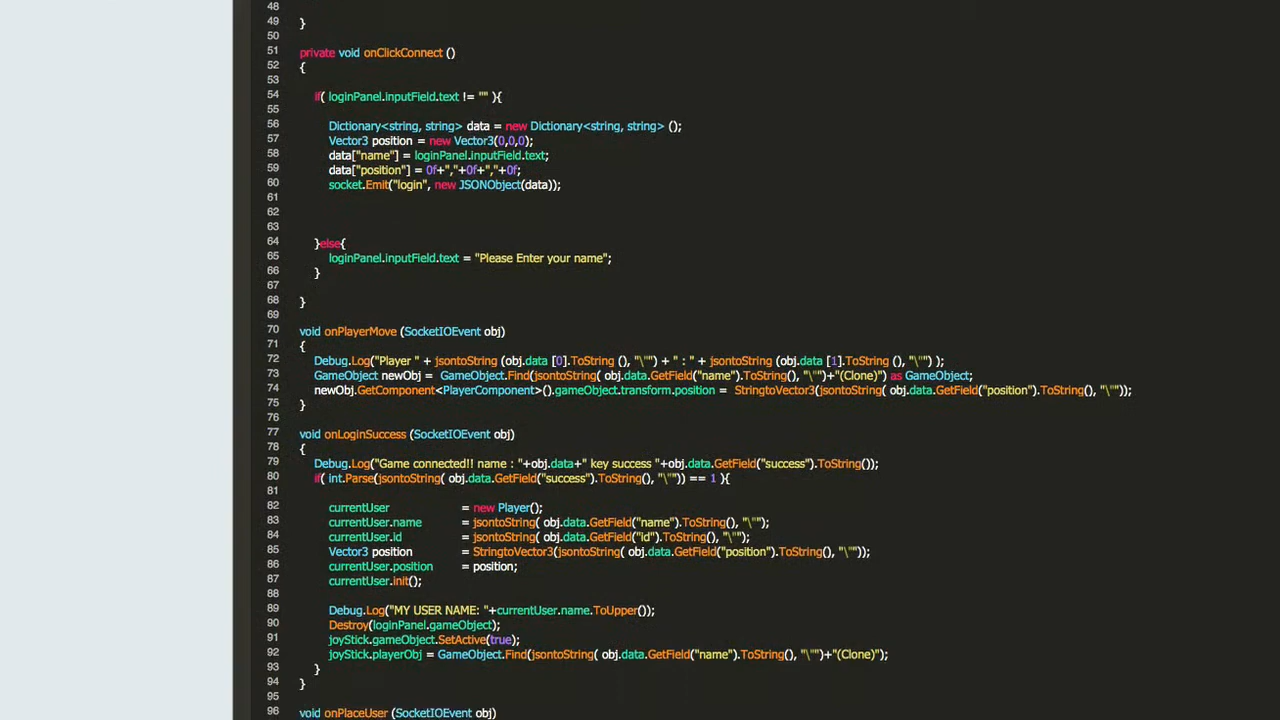 48
49 }
50
51 private void onClickConnect ()
52 {
53
54 if( loginPanel.inputField.text != "" ){
55
56 Dictionary<string, string> data = new Dictionary<string, string> ();
57 Vector3 position = new Vector3(0,0,0);
58 data["name"] = loginPanel.inputField.text;
59 data["position"] = 0f+","+0f+","+0f;
60 socket.Emit("login", new JSONObject(data));
61
62
63
64 }else{
65 loginPanel.inputField.text = "Please Enter your name";
66 }
67
68 }
69
70 void onPlayerMove (SocketIOEvent obj)
71 {
72 Debug.Log("Player " + jsontoString (obj.data [0].ToString (), "\"") + " : " + jsontoString (obj.data [1].ToString (), "\"") );
73 GameObject newObj = GameObject.Find(jsontoString( obj.data.GetField("name").ToString(), "\"")+"(Clone)") as GameObject;
74 newObj.GetComponent<PlayerComponent>().gameObject.transform.position = StringtoVector3(jsontoString( obj.data.GetField("position").ToString(), "\""));
75 }
76
77 void onLoginSuccess (SocketIOEvent obj)
78 {
79 Debug.Log("Game connected!! name : "+obj.data+" key success "+obj.data.GetField("success").ToString());
80 if( int.Parse(jsontoString( obj.data.GetField("success").ToString(), "\"")) == 1 ){
81
82 currentUser = new Player();
83 currentUser.name = jsontoString( obj.data.GetField("name").ToString(), "\"");
84 currentUser.id = jsontoString( obj.data.GetField("id").ToString(), "\"");
85 Vector3 position = StringtoVector3(jsontoString( obj.data.GetField("position").ToString(), "\""));
86 currentUser.position = position;
87 currentUser.init();
88
89 Debug.Log("MY USER NAME: "+currentUser.name.ToUpper());
90 Destroy(loginPanel.gameObject);
91 joyStick.gameObject.SetActive(true);
92 joyStick.playerObj = GameObject.Find(jsontoString( obj.data.GetField("name").ToString(), "\"")+"(Clone)");
93 }
94 }
95
96 void onPlaceUser (SocketIOEvent obj)